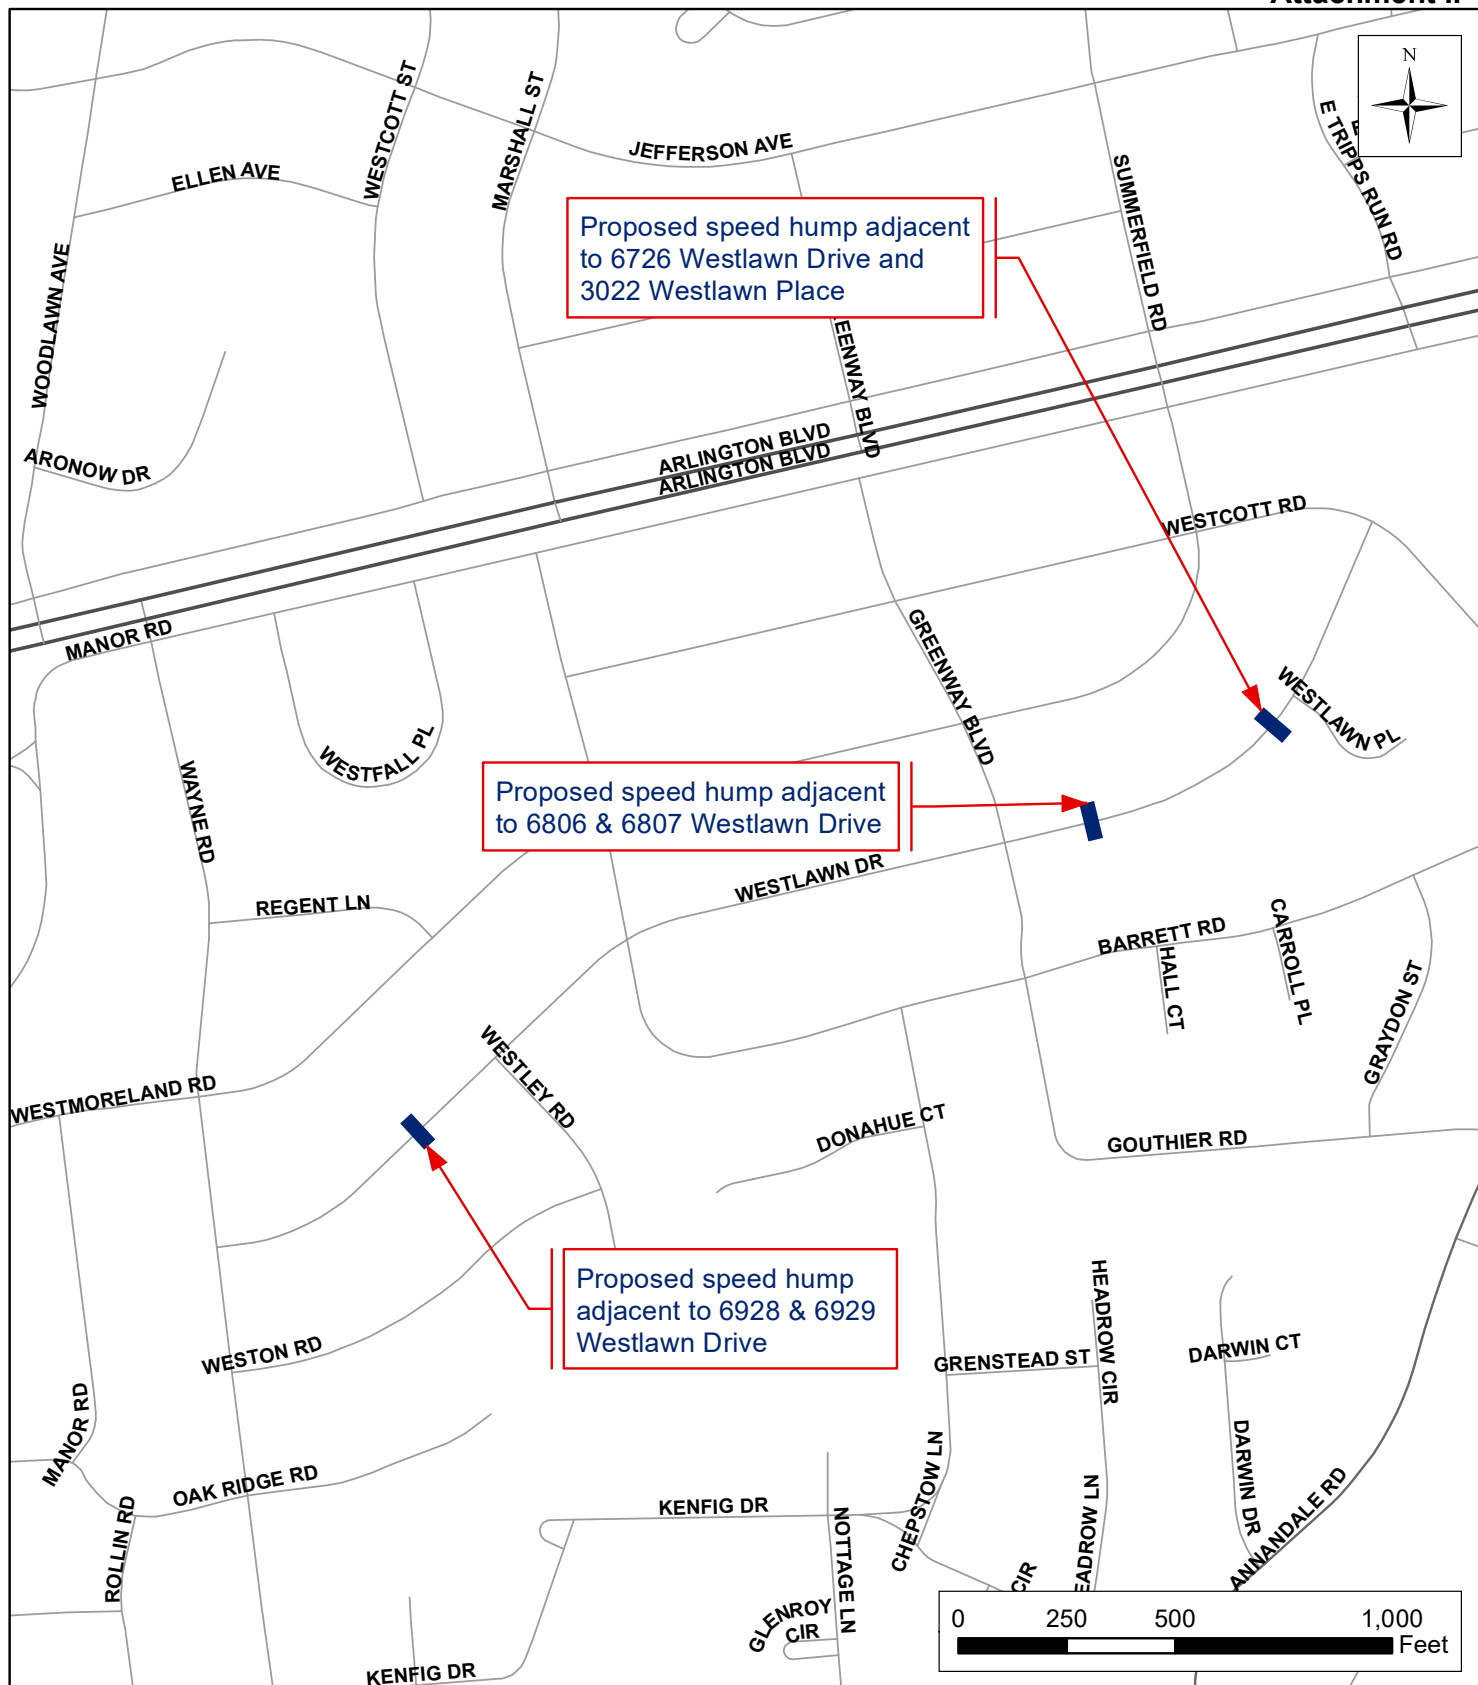 N
WESTCOTT ST
MARSHALL ST
JEFFERSON AVE
E TRIPPS RUN RD
ELLEN AVE
SUMMERFIELD RD
Proposed speed hump adjacent
to 6726 Westlawn Drive and
3022 Westlawn Place
WOODLAWN AVE
EENWAY BLVD
ARLINGTON BLVD
ARLINGTON BLVD
ARONOW DR
WESTCOTT RD
MANOR RD
GREENWAY BLVD
WESTLAWN PL
WESTFALL PL
WAYNE RD
Proposed speed hump adjacent
to 6806 & 6807 Westlawn Drive
WESTLAWN DR
REGENT LN
BARRETT RD
CARROLL PL
HALL CT
GRAYDON ST
WESTLEY RD
WESTMORELAND RD
DONAHUE CT
GOUTHIER RD
Proposed speed hump
adjacent to 6928 & 6929
Westlawn Drive
HEADROW CIR
WESTON RD
GRENSTEAD ST
DARWIN CT
MANOR RD
OAK RIDGE RD
CHEPSTOW LN
DARWIN DR
ANNANDALE RD
EADROW LN
ROLLIN RD
KENFIG DR
NOTTAGE LN
CIR
GLENROY
CIR
KENFIG DR
0 250 500 1,000
Feet